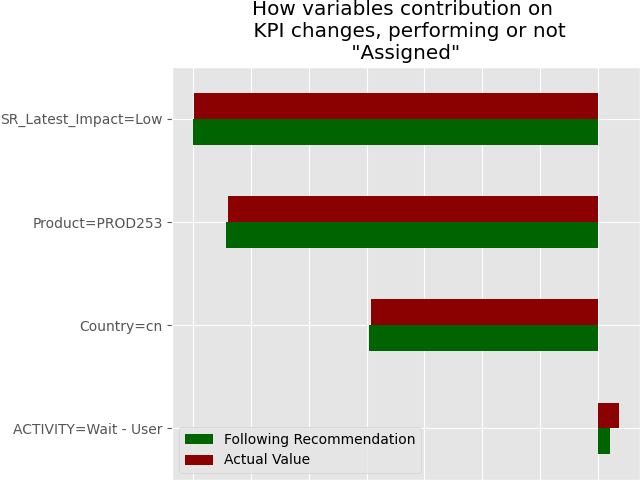 How variables contribution on
KPI changes, performing or not
"Assigned"
SR_Latest_Impact=Low
Product=PROD253
Country=cn
ACTIVITY=Wait - User
Following Recommendation
Actual Value